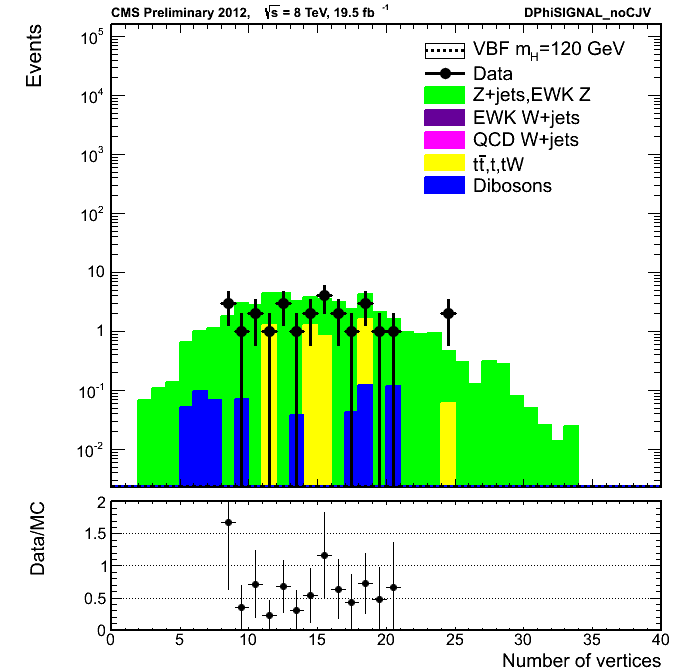 CMS Preliminary 2012, √s = 8 TeV, 19.5 fb⁻¹ DPhiSIGNAL_noCJV
Events
10⁵
10⁴
10³
10²
10
1
10⁻¹
10⁻²
VBF m_H=120 GeV
Data
Z+jets,EWK Z
EWK W+jets
QCD W+jets
tt̄,t,tW
Dibosons
Data/MC
2
1.5
1
0.5
0
0 5 10 15 20 25 30 35 40
Number of vertices